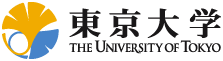 東京大学
THE UNIVERSITY OF TOKYO